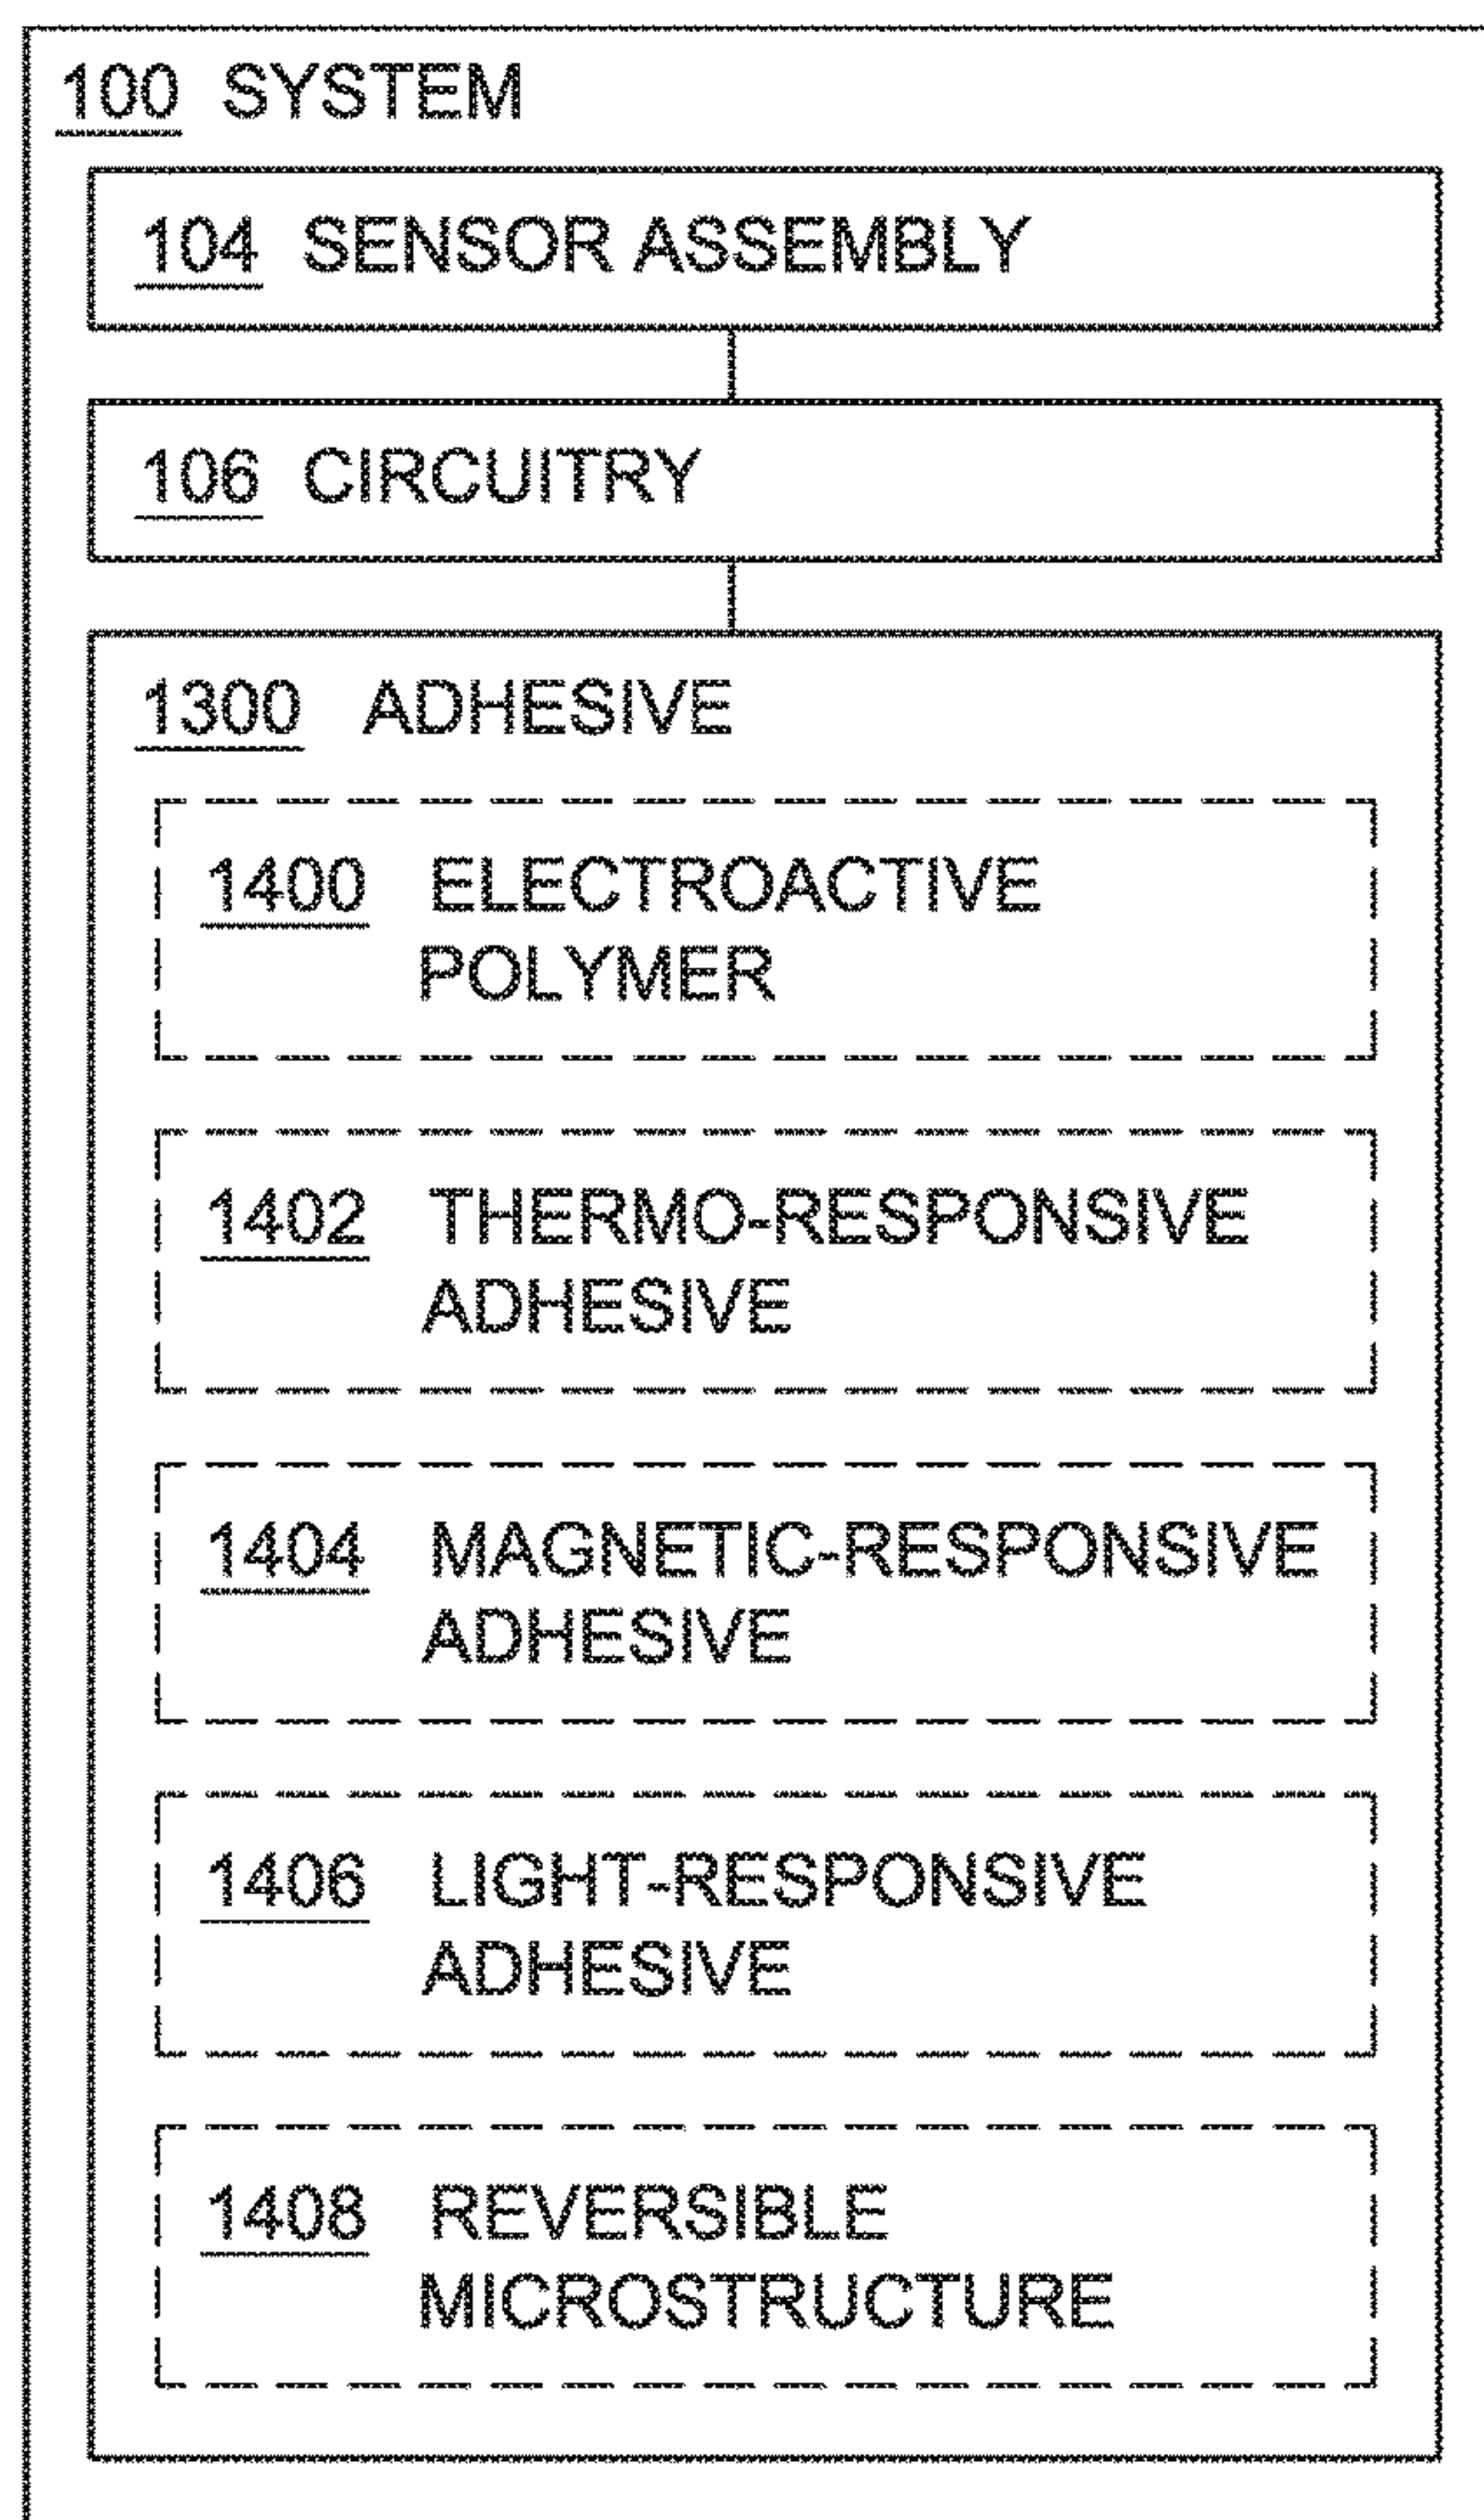 100 SYSTEM
104 SENSOR ASSEMBLY
106 CIRCUITRY
1300 ADHESIVE
1400 ELECTROACTIVE
POLYMER
1402 THERMO-RESPONSIVE
ADHESIVE
1404 MAGNETIC-RESPONSIVE
ADHESIVE
1406 LIGHT-RESPONSIVE
ADHESIVE
1408 REVERSIBLE
MICROSTRUCTURE